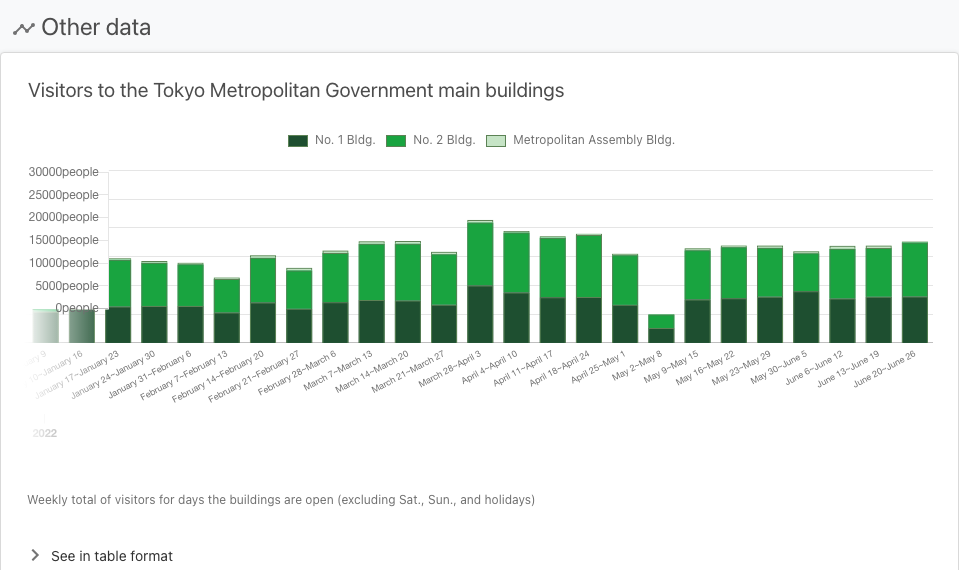 Other data
Visitors to the Tokyo Metropolitan Government main buildings
No. 1 Bldg. No. 2 Bldg. Metropolitan Assembly Bldg.
30000people
25000people
20000people
15000people
10000people
5000people
0people
January 16
January 17~January 23
January 24~January 30
January 31~February 6
February 7~February 13
February 14~February 20
February 21~February 27
February 28~March 6
March 7~March 13
March 14~March 20
March 21~March 27
March 28~April 3
April 4~April 10
April 11~April 17
April 18~April 24
April 25~May 1
May 2~May 8
May 9~May 15
May 16~May 22
May 23~May 29
May 30~June 5
June 6~June 12
June 13~June 19
June 20~June 26
2022
Weekly total of visitors for days the buildings are open (excluding Sat., Sun., and holidays)
See in table format